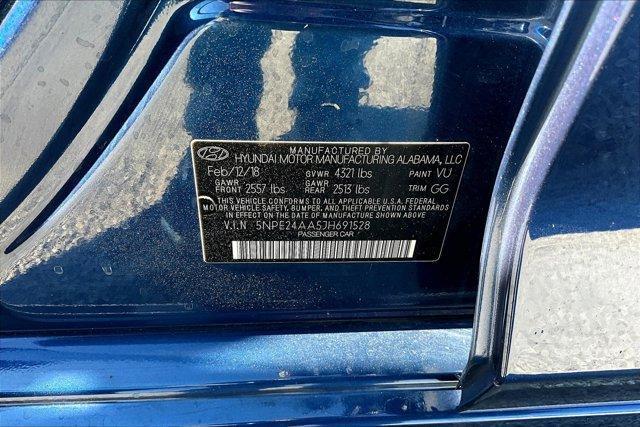 MANUFACTURED BY
HYUNDAI MOTOR MANUFACTURING ALABAMA, LLC
Feb/12/18 GVWR 4321 lbs PAINT VU
GAWR FRONT 2557 lbs GAWR REAR 2513 lbs TRIM GG
THIS VEHICLE CONFORMS TO ALL APPLICABLE U.S.A. FEDERAL
MOTOR VEHICLE SAFETY, BUMPER, AND THEFT PREVENTION STANDARDS
IN EFFECT ON THE DATE OF MANUFACTURE SHOWN ABOVE.
V.I.N : 5NPE24AA5JH691528
PASSENGER CAR